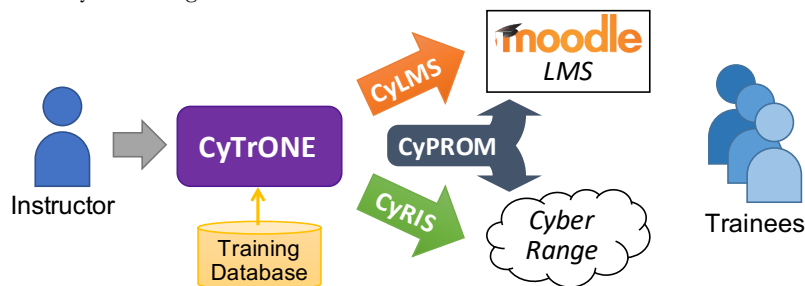 moodle
LMS
CyLMS
CyTrONE
CyPROM
Instructor
CyRIS
Cyber
Range
Trainees
Training
Database